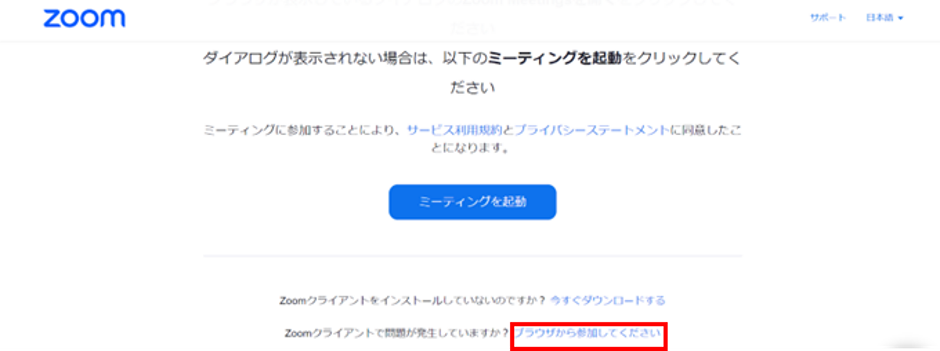 zoom
サポート 日本語
ダイアログが表示されない場合は、以下のミーティングを起動をクリックしてく
ださい
ミーティングに参加することにより、サービス利用規約とプライバシーステートメントに同意したこ
とになります。
ミーティングを起動
Zoomクライアントをインストールしていないのですか？ 今すぐダウンロードする
Zoomクライアントで問題が発生していますか？ ブラウザから参加してください